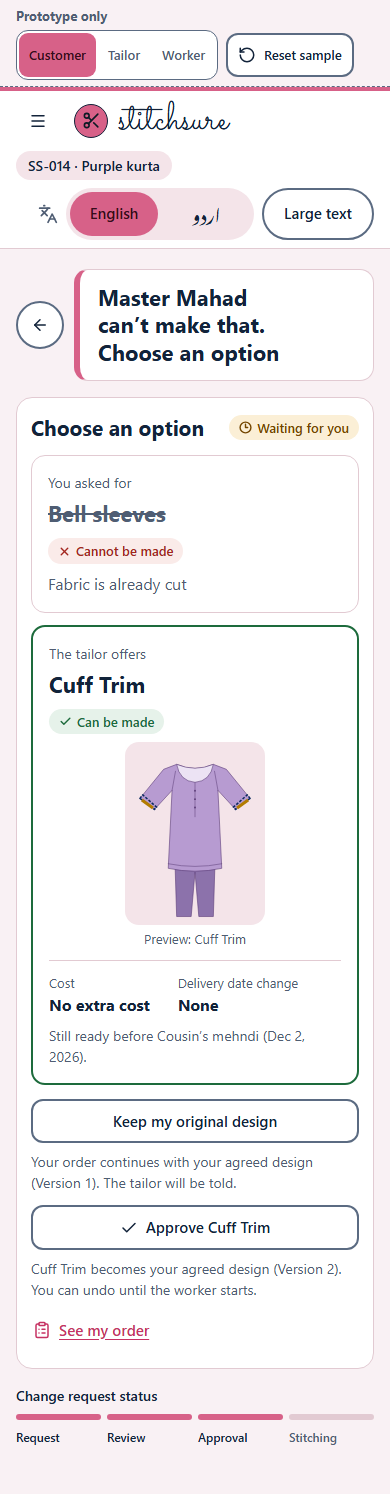 Prototype only
Customer Tailor Worker Reset sample
stitchsure
SS-014 · Purple kurta
English اردو Large text
Master Mahad
can’t make that.
Choose an option
Choose an option Waiting for you
You asked for
Bell sleeves
Cannot be made
Fabric is already cut
The tailor offers
Cuff Trim
Can be made
Preview: Cuff Trim
Cost Delivery date change
No extra cost None
Still ready before Cousin’s mehndi (Dec 2,
2026).
Keep my original design
Your order continues with your agreed design
(Version 1). The tailor will be told.
Approve Cuff Trim
Cuff Trim becomes your agreed design (Version 2).
You can undo until the worker starts.
See my order
Change request status
Request Review Approval Stitching